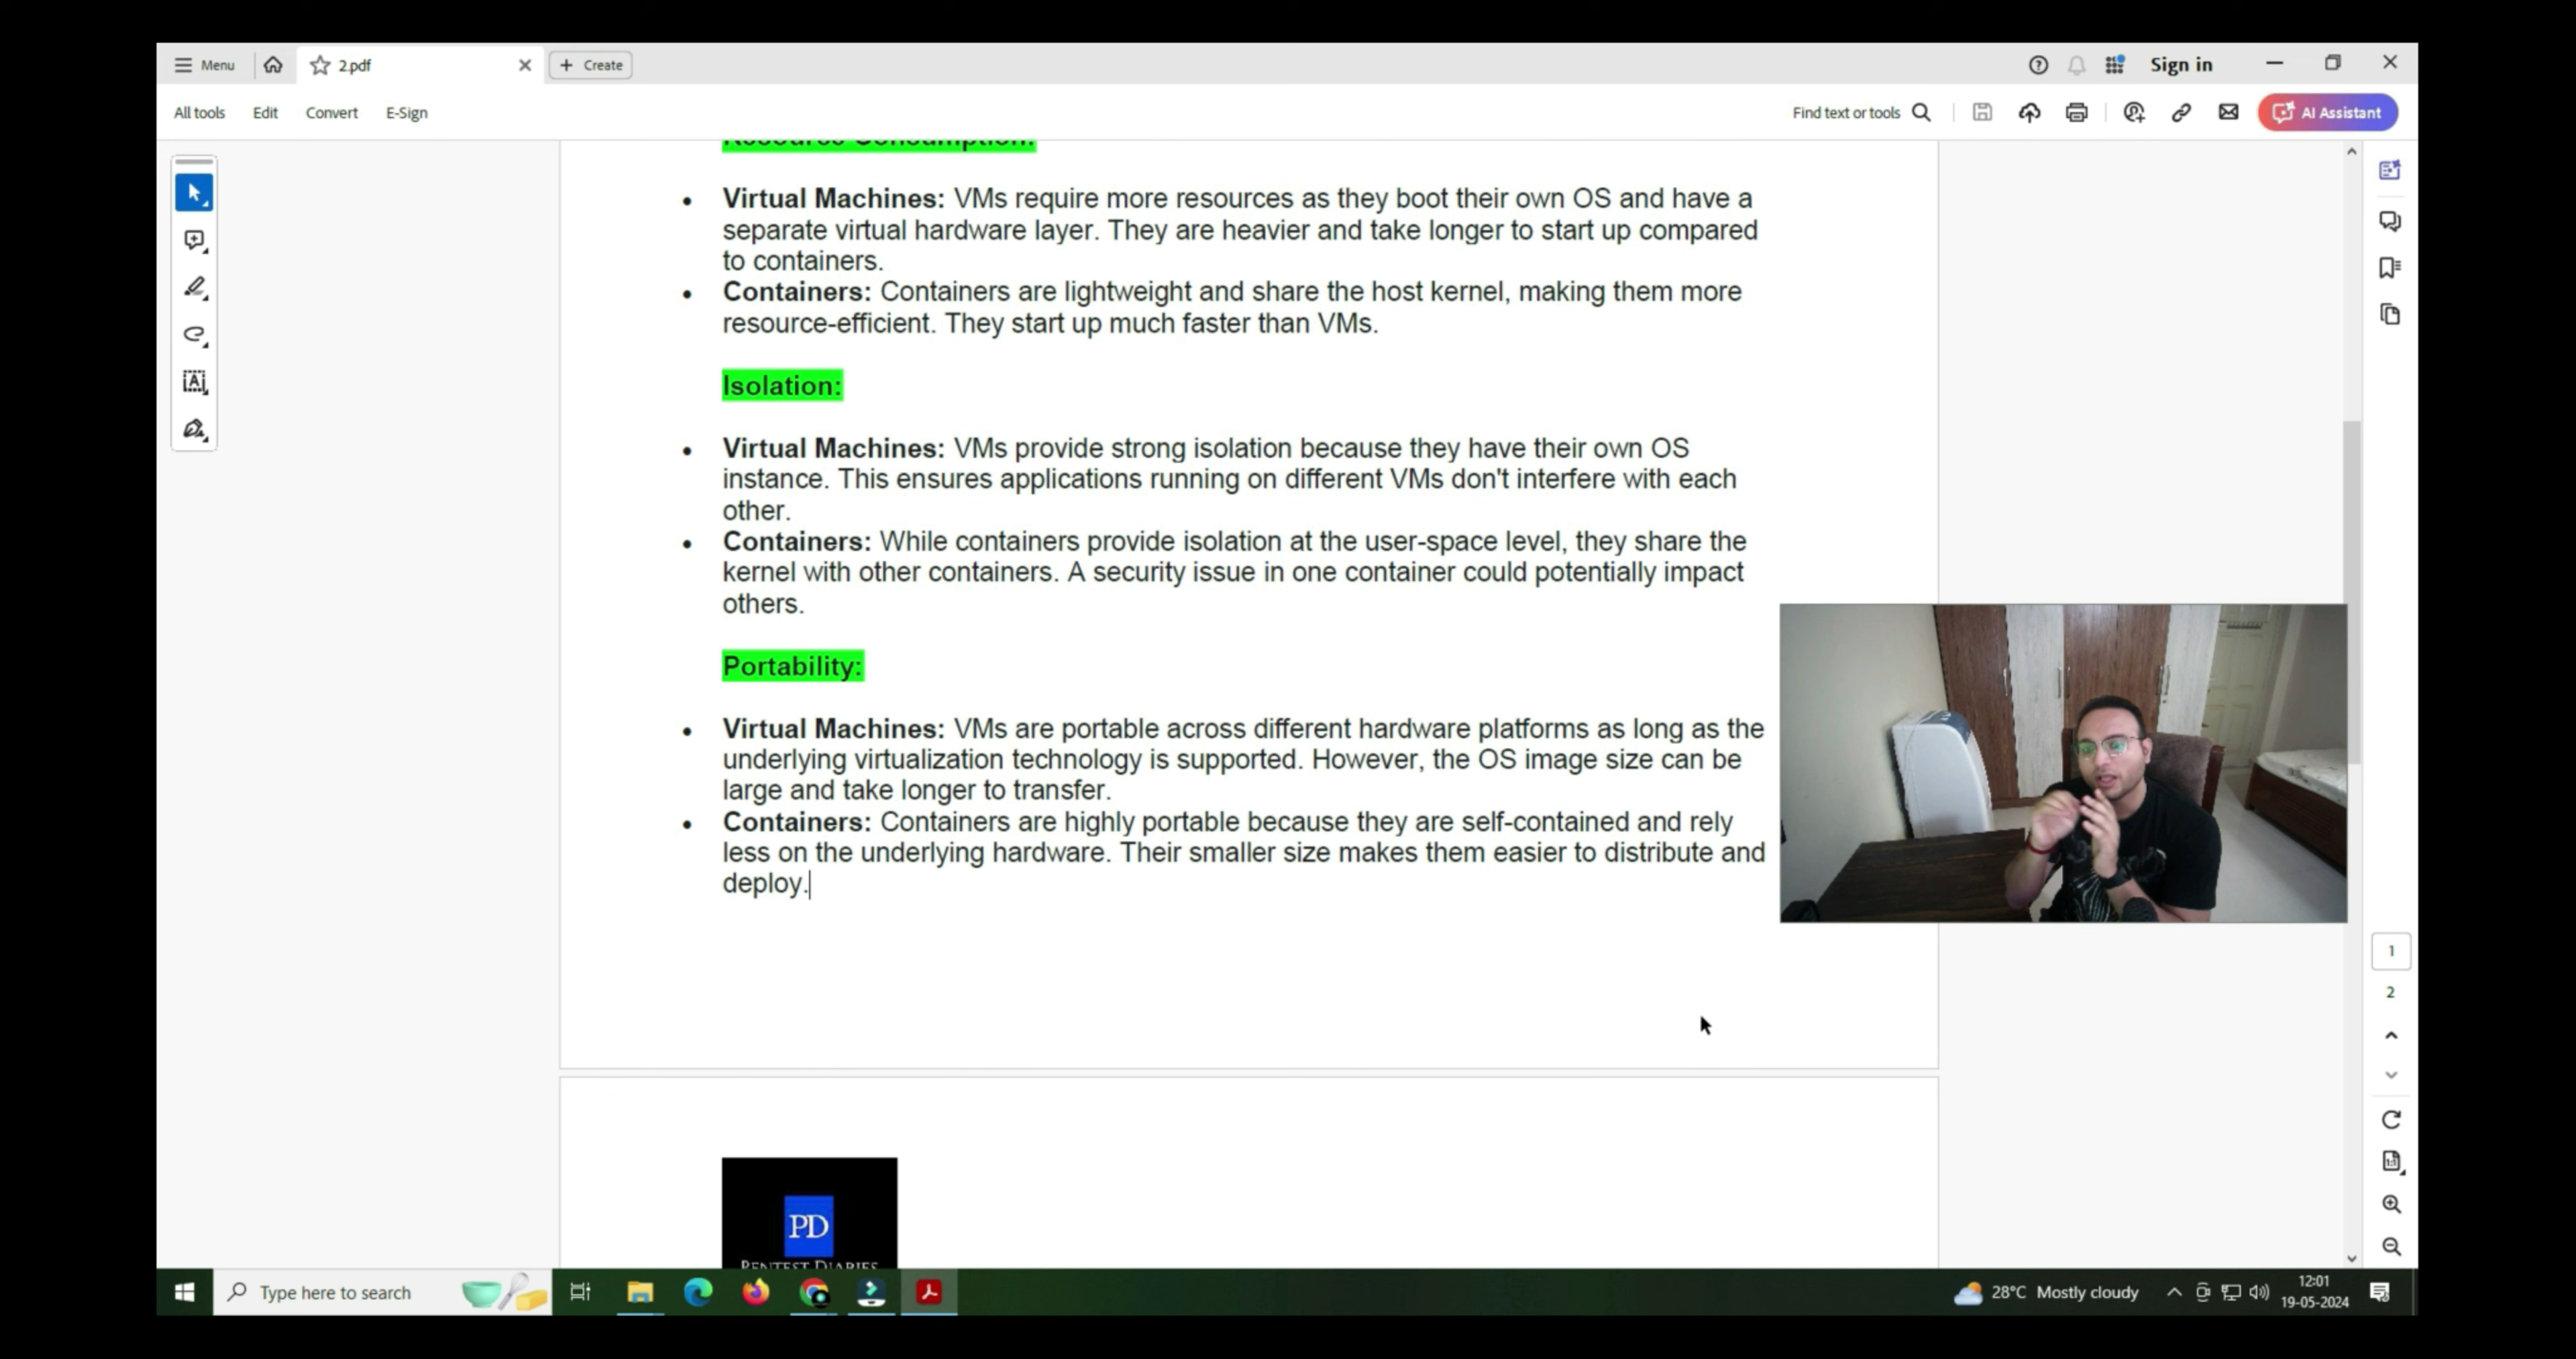 Menu
2.pdf
Create
Sign in
All tools
Edit
Convert
E-Sign
Find text or tools
AI Assistant
Resource Consumption:
• Virtual Machines: VMs require more resources as they boot their own OS and have a
separate virtual hardware layer. They are heavier and take longer to start up compared
to containers.
• Containers: Containers are lightweight and share the host kernel, making them more
resource-efficient. They start up much faster than VMs.
Isolation:
• Virtual Machines: VMs provide strong isolation because they have their own OS
instance. This ensures applications running on different VMs don't interfere with each
other.
• Containers: While containers provide isolation at the user-space level, they share the
kernel with other containers. A security issue in one container could potentially impact
others.
Portability:
• Virtual Machines: VMs are portable across different hardware platforms as long as the
underlying virtualization technology is supported. However, the OS image size can be
large and take longer to transfer.
• Containers: Containers are highly portable because they are self-contained and rely
less on the underlying hardware. Their smaller size makes them easier to distribute and
deploy.
1
2
PD
PENTEST DIARIES
Type here to search
28°C Mostly cloudy
12:01
19-05-2024